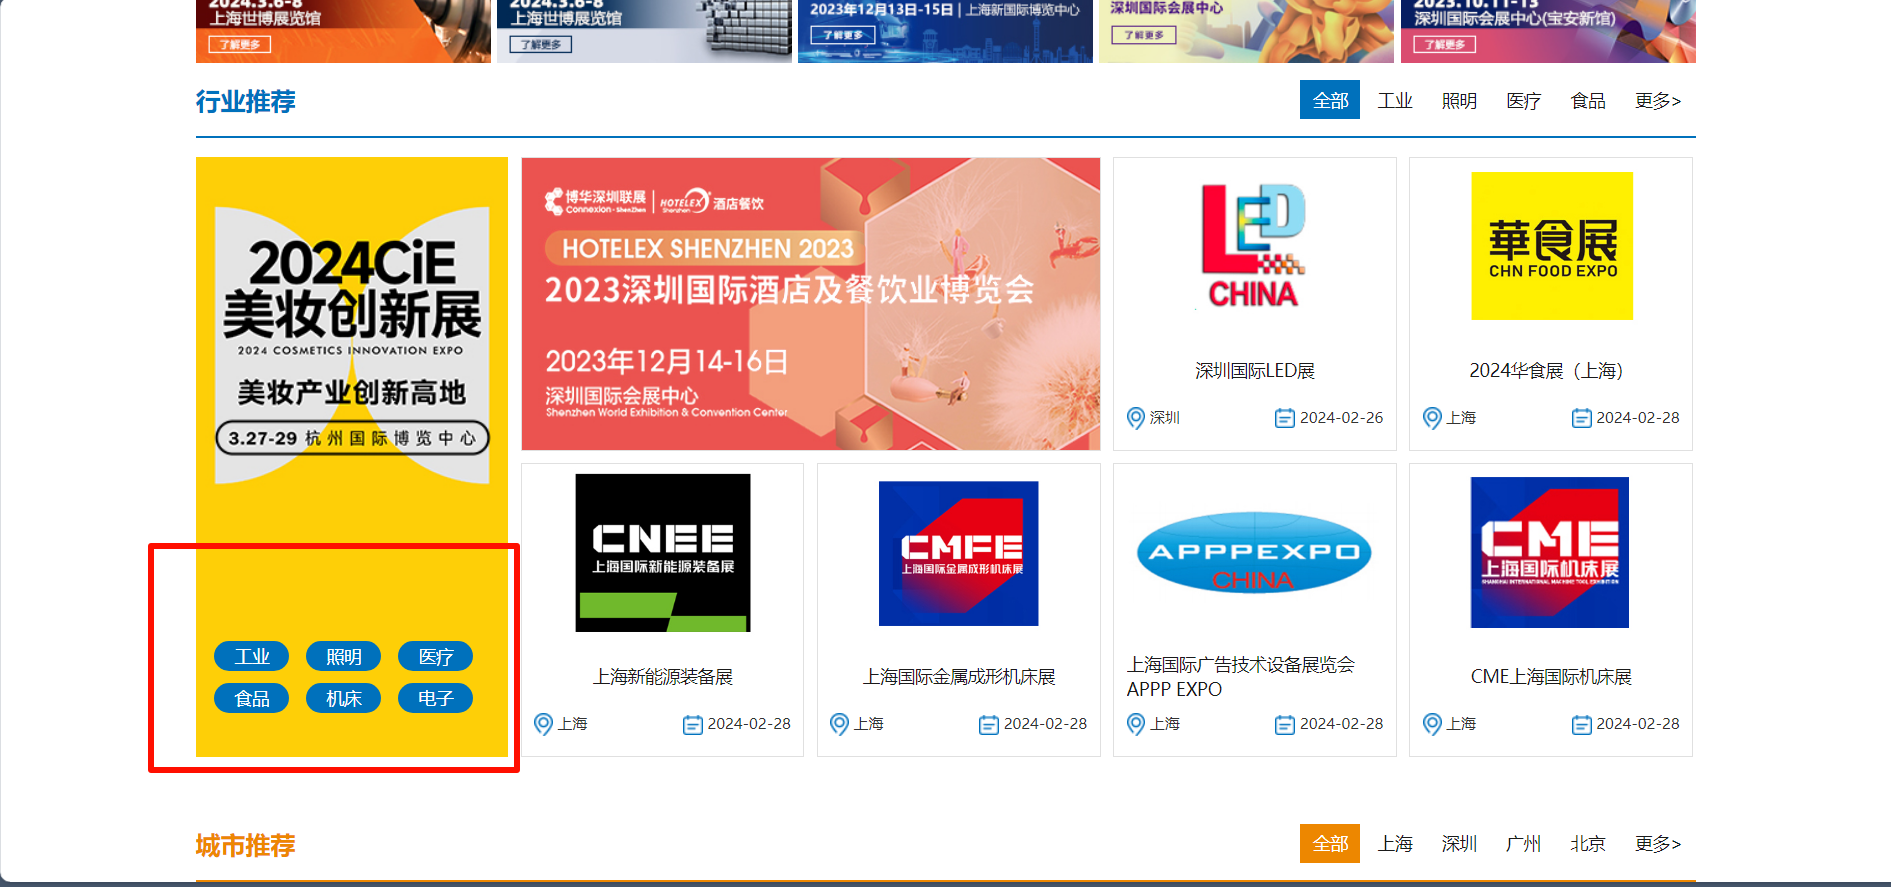 2024.3.6-8
上海世博展览馆
了解更多
2024.3.6-8
上海世博展览馆
了解更多
2023年12月13日-15日 | 上海新国际博览中心
了解更多
深圳国际会展中心
了解更多
2023.10.11-13
深圳国际会展中心(宝安新馆)
了解更多
行业推荐
全部 工业 照明 医疗 食品 更多>
2024CiE
美妆创新展
2024 COSMETICS INNOVATION EXPO
美妆产业创新高地
3.27-29 杭州国际博览中心
工业 照明 医疗
食品 机床 电子
博华深圳联展 | HOTELEX 酒店餐饮
Connexion - ShenZhen Shenzhen
HOTELEX SHENZHEN 2023
2023深圳国际酒店及餐饮业博览会
2023年12月14-16日
深圳国际会展中心
Shenzhen World Exhibition & Convention Center
LED
CHINA
深圳国际LED展
深圳 2024-02-26
華食展
CHN FOOD EXPO
2024华食展（上海）
上海 2024-02-28
CNEE
上海国际新能源装备展
上海新能源装备展
上海 2024-02-28
CMFE
上海国际金属成形机床展
上海国际金属成形机床展
上海 2024-02-28
APPPEXPO
CHINA
上海国际广告技术设备展览会
APPP EXPO
上海 2024-02-28
CME
上海国际机床展
SHANGHAI INTERNATIONAL MACHINE TOOL EXHIBITION
CME上海国际机床展
上海 2024-02-28
城市推荐
全部 上海 深圳 广州 北京 更多>